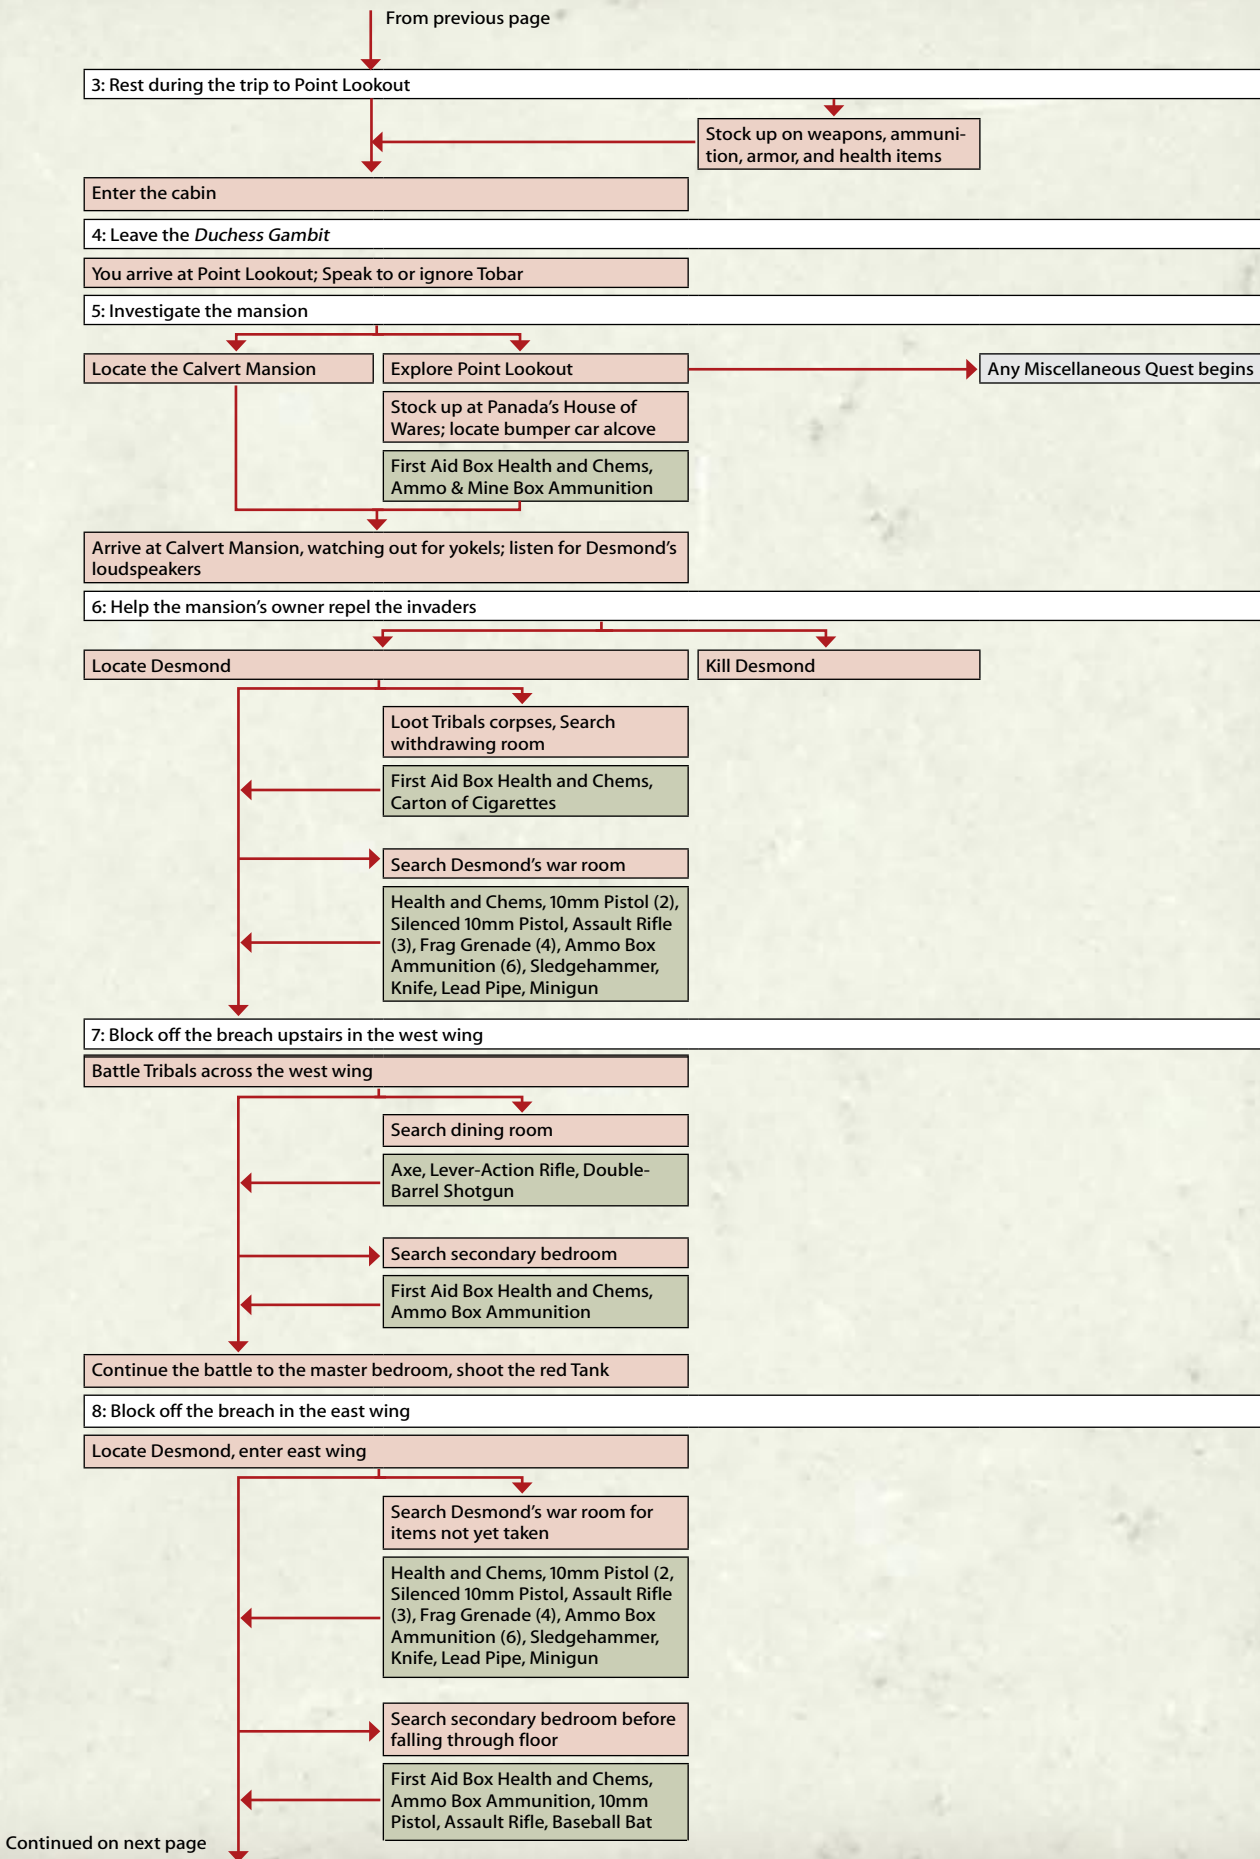 From previous page
3: Rest during the trip to Point Lookout
Stock up on weapons, ammuni-
tion, armor, and health items
Enter the cabin
4: Leave the Duchess Gambit
You arrive at Point Lookout; Speak to or ignore Tobar
5: Investigate the mansion
Locate the Calvert Mansion
Explore Point Lookout
Any Miscellaneous Quest begins
Stock up at Panada's House of
Wares; locate bumper car alcove
First Aid Box Health and Chems,
Ammo & Mine Box Ammunition
Arrive at Calvert Mansion, watching out for yokels; listen for Desmond's
loudspeakers
6: Help the mansion's owner repel the invaders
Locate Desmond
Kill Desmond
Loot Tribals corpses, Search
withdrawing room
First Aid Box Health and Chems,
Carton of Cigarettes
Search Desmond's war room
Health and Chems, 10mm Pistol (2),
Silenced 10mm Pistol, Assault Rifle
(3), Frag Grenade (4), Ammo Box
Ammunition (6), Sledgehammer,
Knife, Lead Pipe, Minigun
7: Block off the breach upstairs in the west wing
Battle Tribals across the west wing
Search dining room
Axe, Lever-Action Rifle, Double-
Barrel Shotgun
Search secondary bedroom
First Aid Box Health and Chems,
Ammo Box Ammunition
Continue the battle to the master bedroom, shoot the red Tank
8: Block off the breach in the east wing
Locate Desmond, enter east wing
Search Desmond's war room for
items not yet taken
Health and Chems, 10mm Pistol (2,
Silenced 10mm Pistol, Assault Rifle
(3), Frag Grenade (4), Ammo Box
Ammunition (6), Sledgehammer,
Knife, Lead Pipe, Minigun
Search secondary bedroom before
falling through floor
First Aid Box Health and Chems,
Ammo Box Ammunition, 10mm
Pistol, Assault Rifle, Baseball Bat
Continued on next page